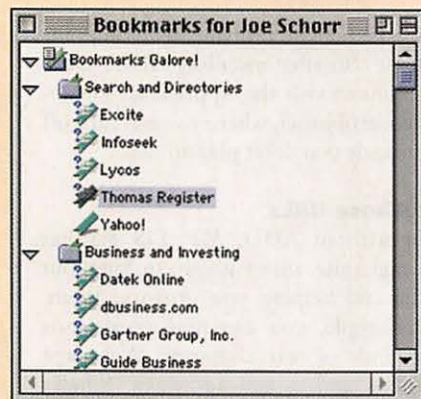 Bookmarks for Joe Schorr
Bookmarks Galore!
Search and Directories
Excite
Infoseek
Lycos
Thomas Register
Yahoo!
Business and Investing
Datek Online
dbusiness.com
Gartner Group, Inc.
Guide Business